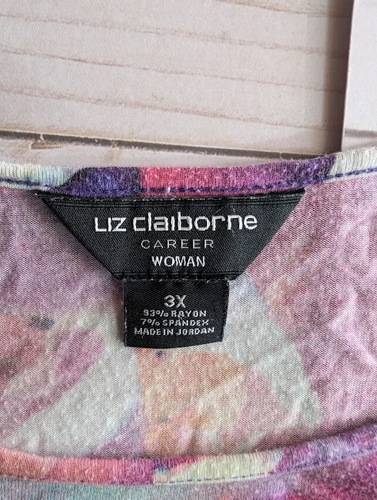 Liz claiborne
CAREER
WOMAN
3X
93% RAYON
7% SPANDEX
MADE IN JORDAN